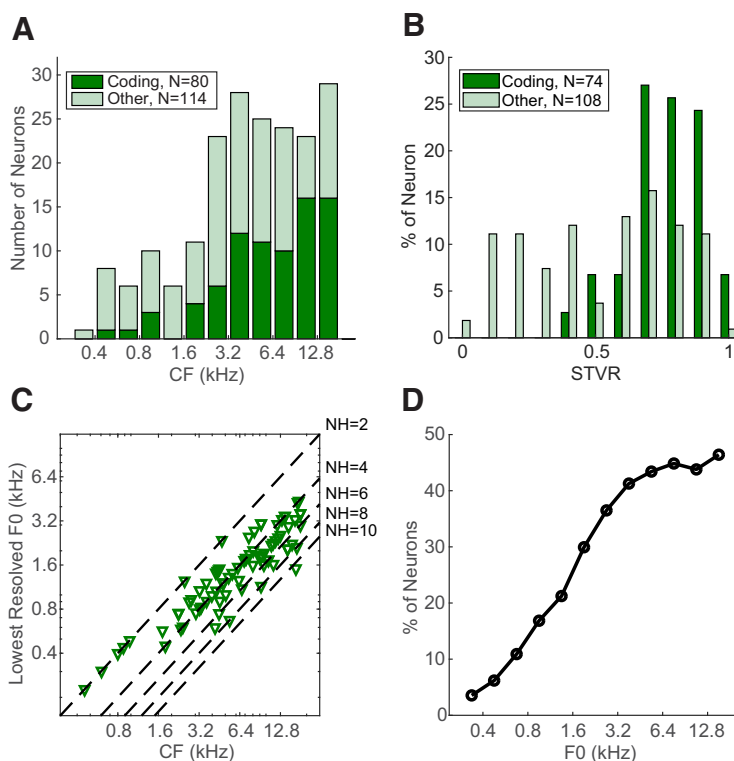 A
Number of Neurons
30
25
20
15
10
5
0
Coding, N=80
Other, N=114
0.4 0.8 1.6 3.2 6.4 12.8
CF (kHz)
B
% of Neuron
30
25
20
15
10
5
0
Coding, N=74
Other, N=108
0 0.5 1
STVR
C
Lowest Resolved F0 (kHz)
6.4
3.2
1.6
0.8
0.4
NH=2
NH=4
NH=6
NH=8
NH=10
0.8 1.6 3.2 6.4 12.8
CF (kHz)
D
% of Neurons
50
40
30
20
10
0
0.4 0.8 1.6 3.2 6.4 12.8
F0 (kHz)